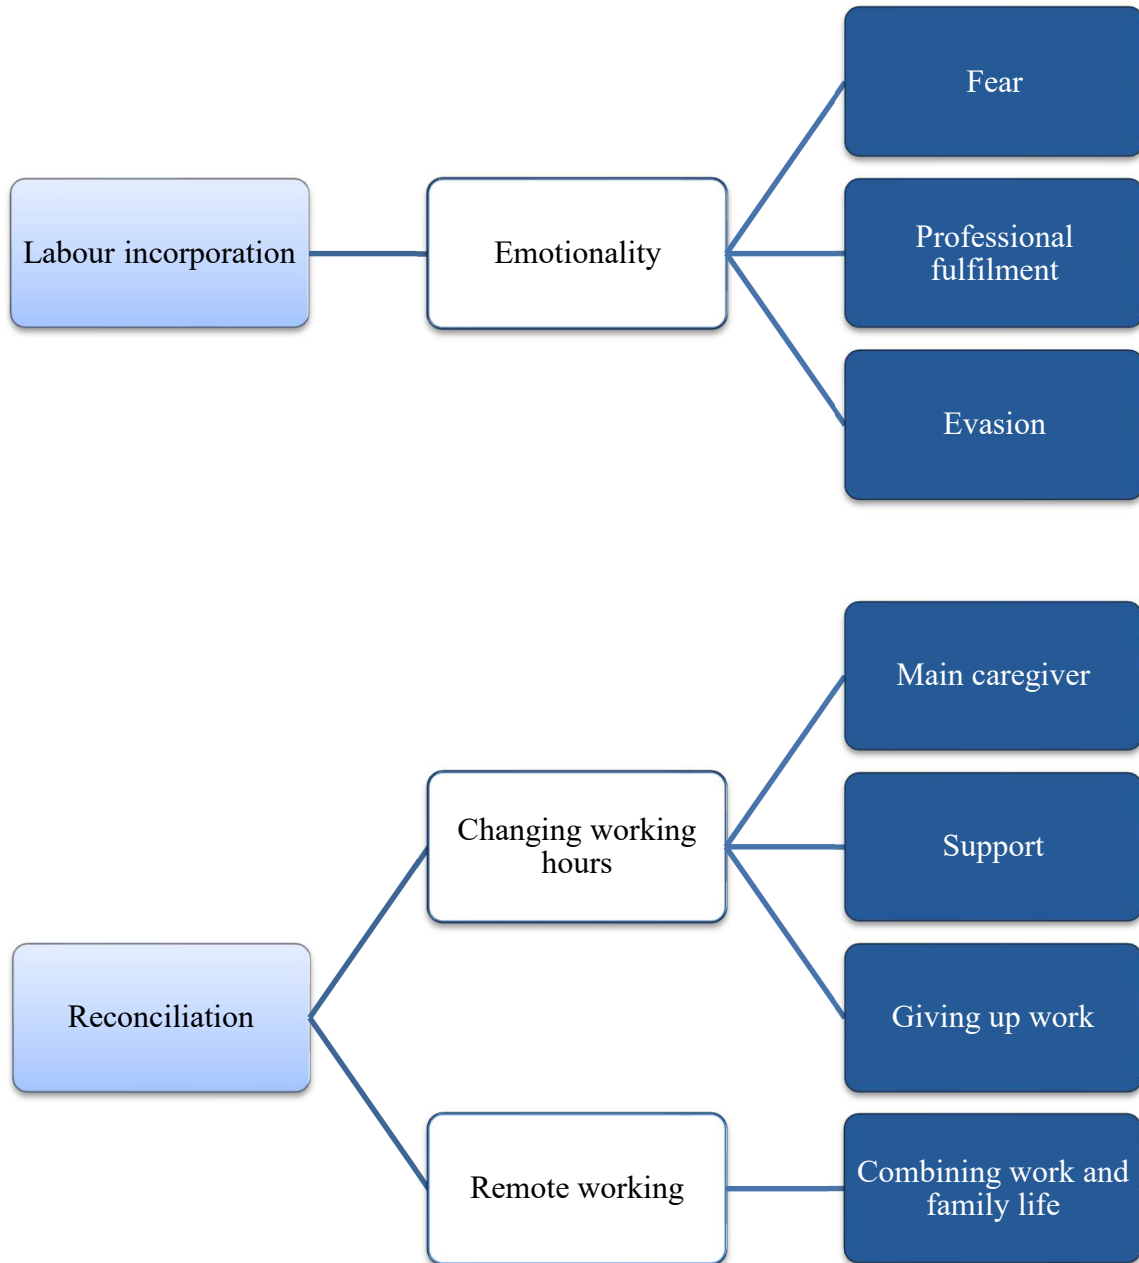 Fear
Labour incorporation
Emotionality
Professional
fulfilment
Evasion
Main caregiver
Changing working
hours
Support
Reconciliation
Giving up work
Remote working
Combining work and
family life